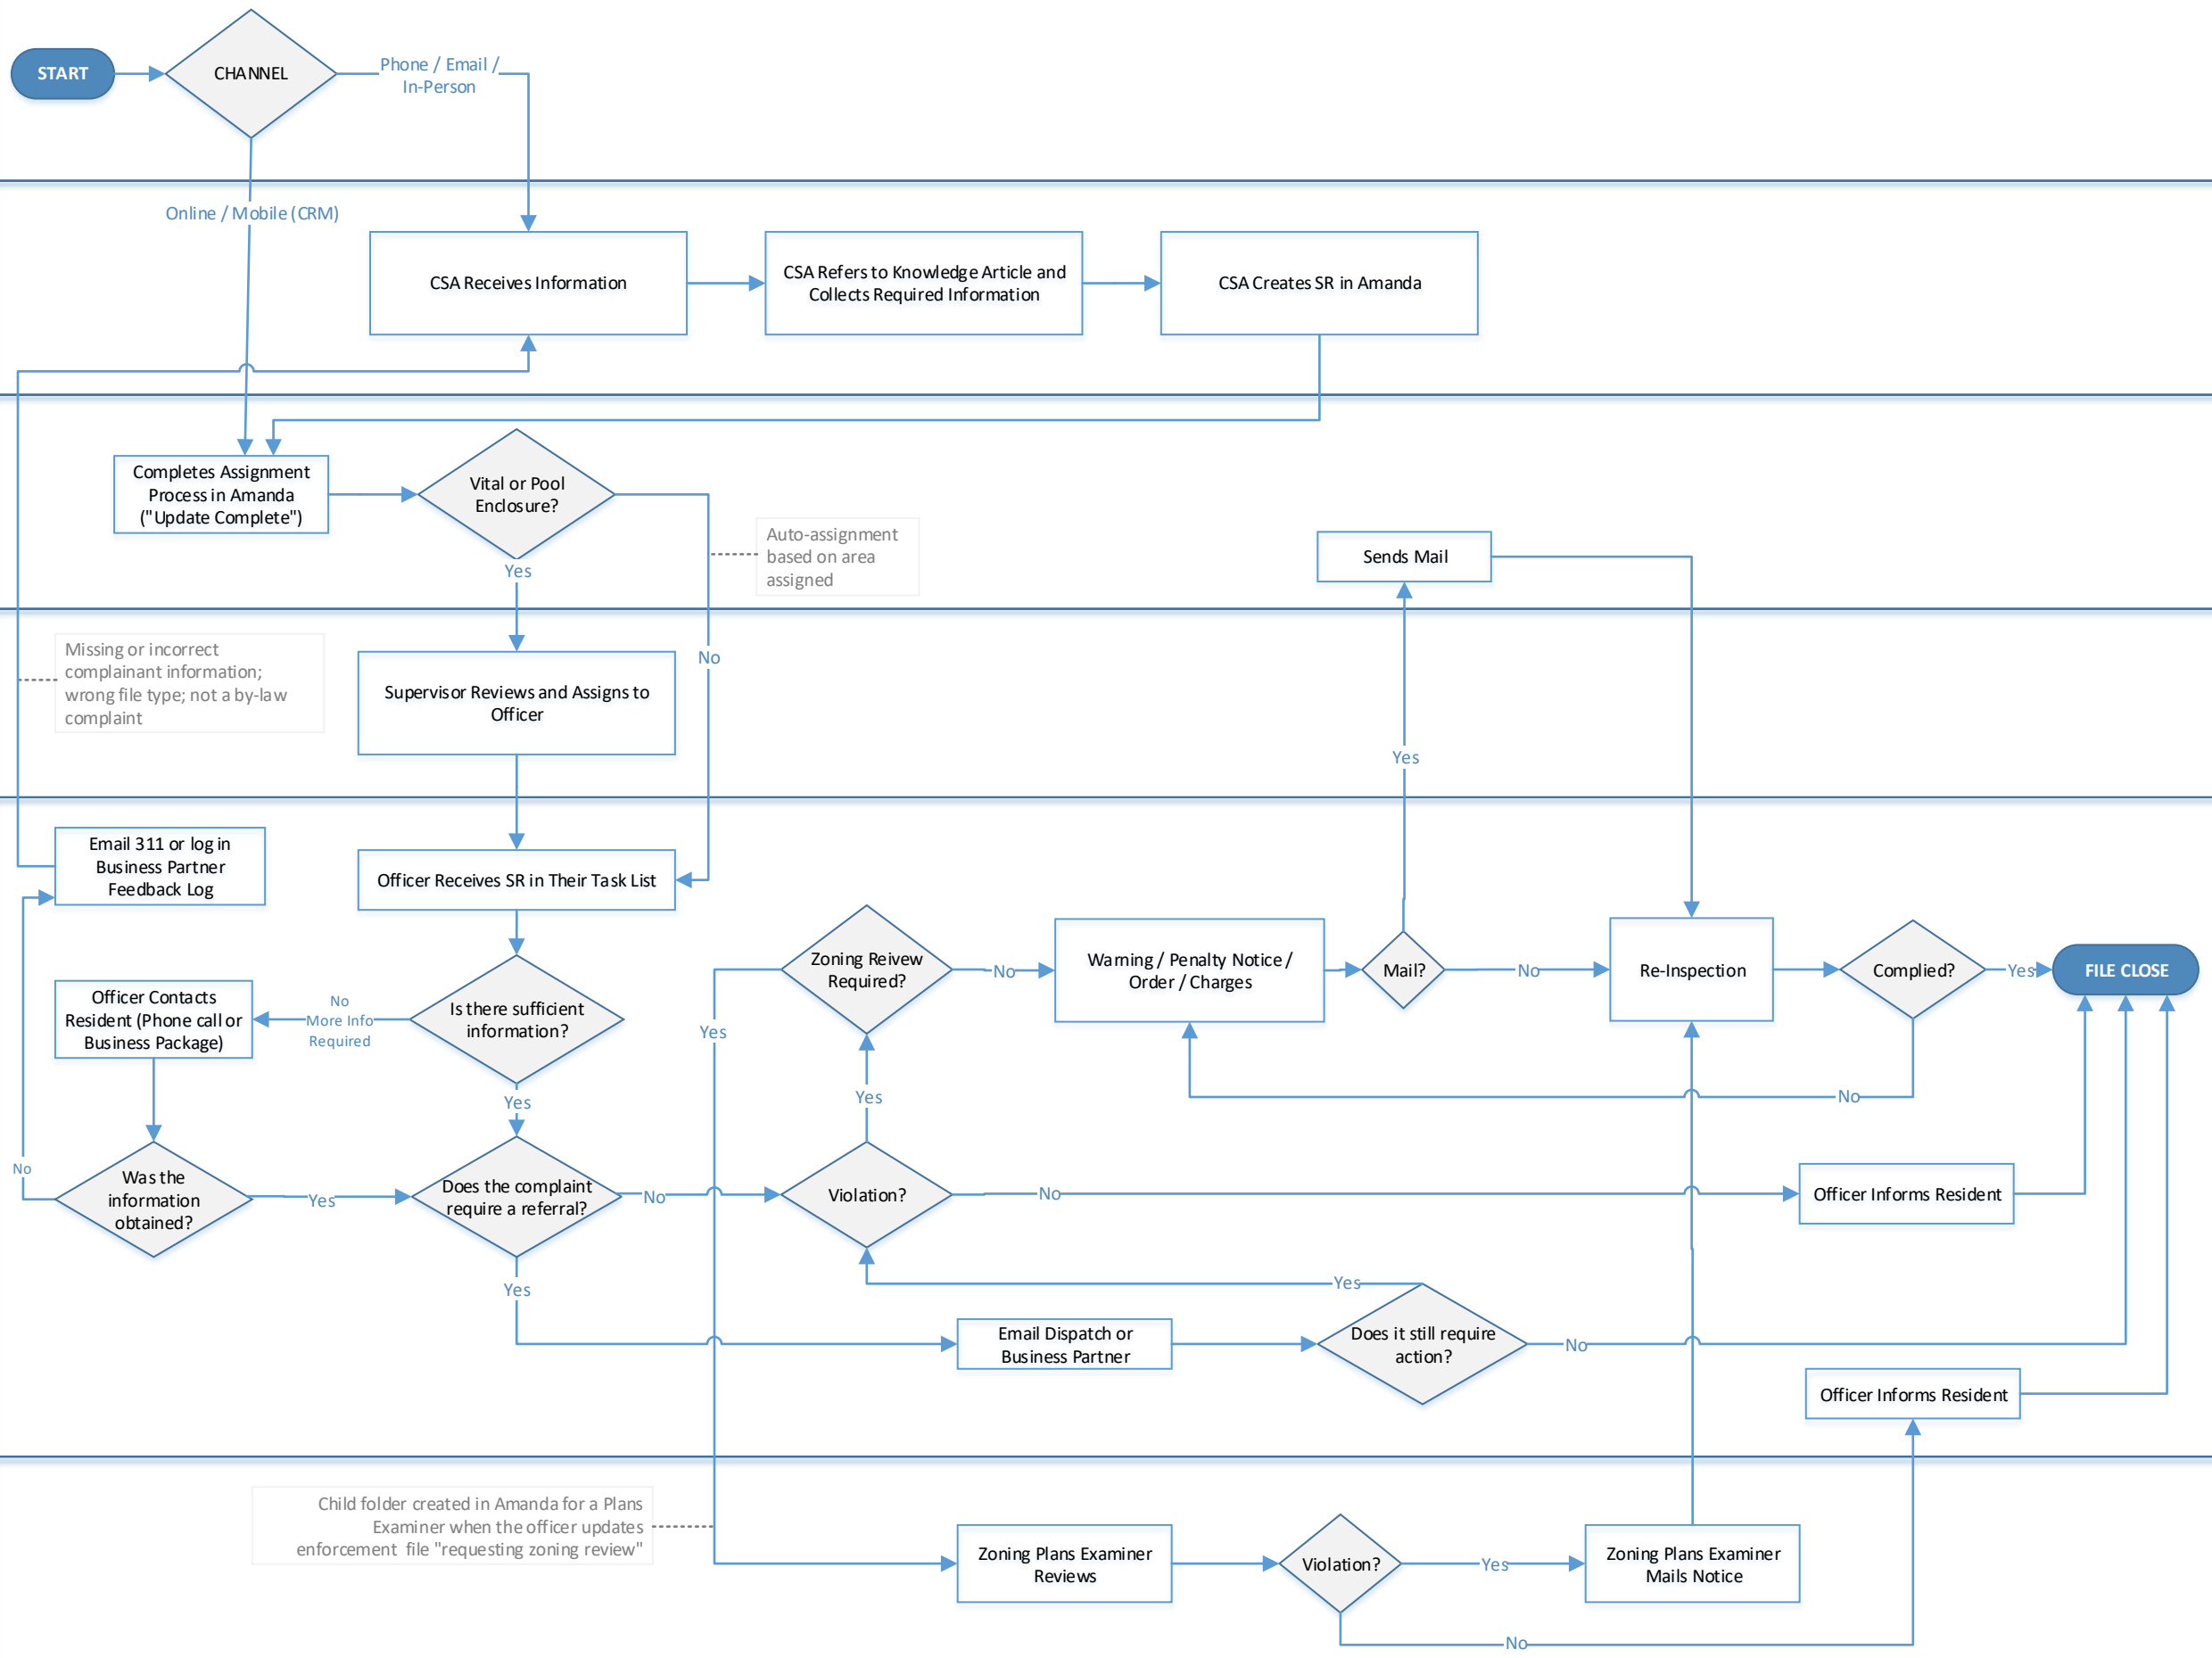 START
CHANNEL
Phone / Email /
In-Person
Online / Mobile (CRM)
CSA Receives Information
CSA Refers to Knowledge Article and
Collects Required Information
CSA Creates SR in Amanda
Completes Assignment
Process in Amanda
("Update Complete")
Vital or Pool
Enclosure?
Yes
Auto-assignment
based on area
assigned
Sends Mail
Missing or incorrect
complainant information;
wrong file type; not a by-law
complaint
Supervisor Reviews and Assigns to
Officer
No
Yes
Email 311 or log in
Business Partner
Feedback Log
Officer Receives SR in Their Task List
Officer Contacts
Resident (Phone call or
Business Package)
No
More Info
Required
Is there sufficient
information?
Yes
Zoning Reivew
Required?
No
Yes
Warning / Penalty Notice /
Order / Charges
Mail?
No
Re-Inspection
Complied?
Yes
FILE CLOSE
No
Yes
No
Was the
information
obtained?
Yes
Does the complaint
require a referral?
No
Violation?
No
Officer Informs Resident
Yes
Yes
Email Dispatch or
Business Partner
Does it still require
action?
No
Officer Informs Resident
Child folder created in Amanda for a Plans
Examiner when the officer updates
enforcement file "requesting zoning review"
Zoning Plans Examiner
Reviews
Violation?
Yes
Zoning Plans Examiner
Mails Notice
No